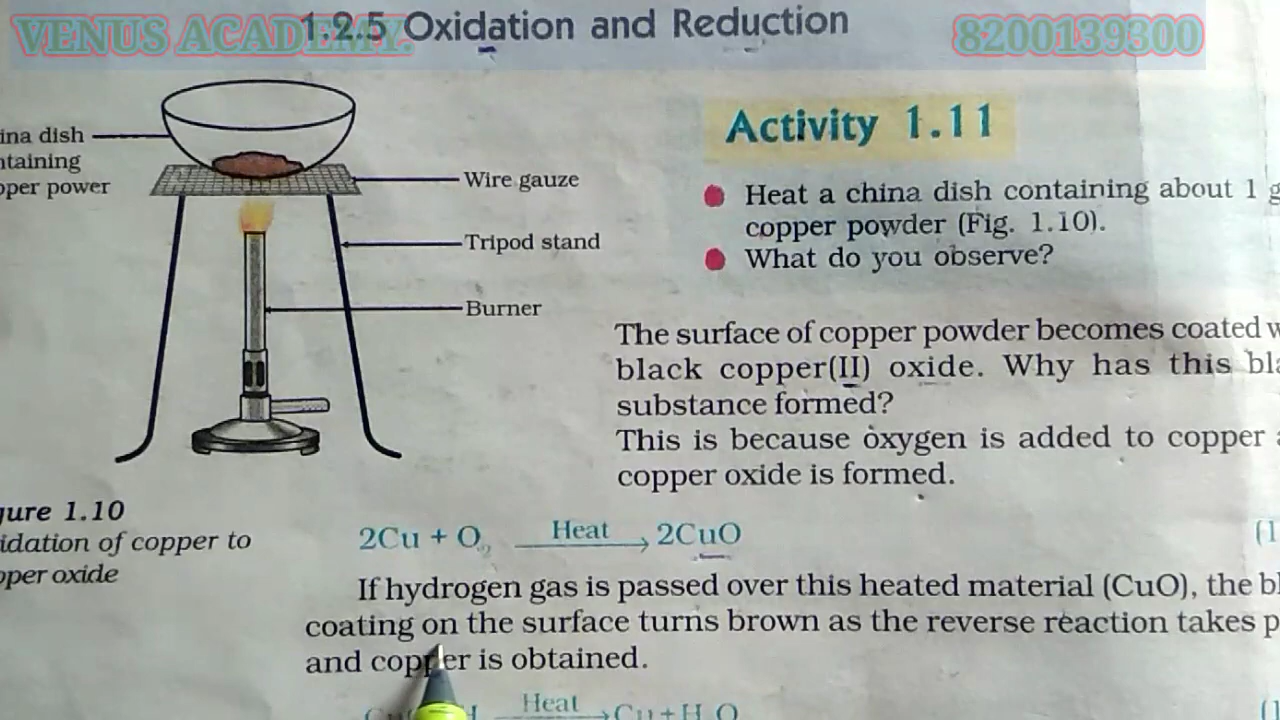 VENUS ACADEMY.
1.2.5 Oxidation and Reduction
8200139300
ina dish
ntaining
pper power
Wire gauze
Tripod stand
Burner
gure 1.10
idation of copper to
pper oxide
Activity 1.11
Heat a china dish containing about 1 g
copper powder (Fig. 1.10).
What do you observe?
The surface of copper powder becomes coated w
black copper(II) oxide. Why has this bla
substance formed?
This is because oxygen is added to copper a
copper oxide is formed.
2Cu + O₂ Heat → 2CuO (1
If hydrogen gas is passed over this heated material (CuO), the bl
coating on the surface turns brown as the reverse reaction takes p
and copper is obtained.
Heat → Cu + H₂O (1